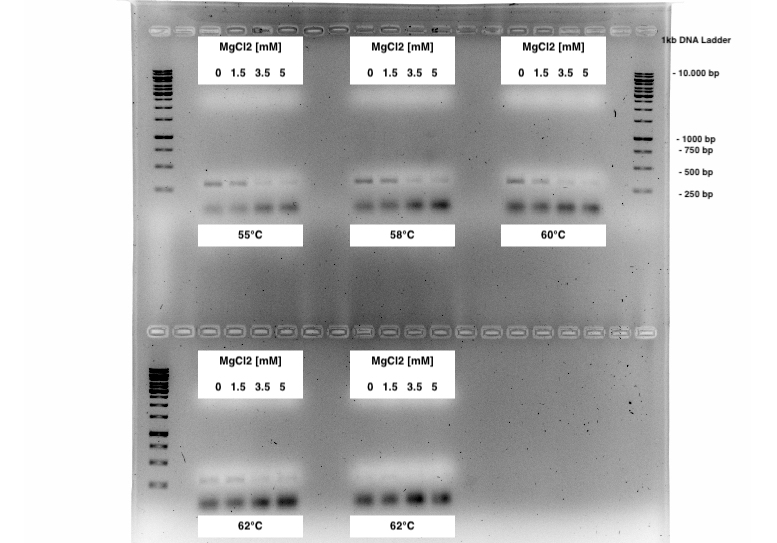 1kb DNA Ladder
MgCl2 [mM]
0 1.5 3.5 5
MgCl2 [mM]
0 1.5 3.5 5
MgCl2 [mM]
0 1.5 3.5 5
- 10.000 bp
- 1000 bp
- 750 bp
- 500 bp
- 250 bp
55°C
58°C
60°C
MgCl2 [mM]
0 1.5 3.5 5
MgCl2 [mM]
0 1.5 3.5 5
62°C
62°C